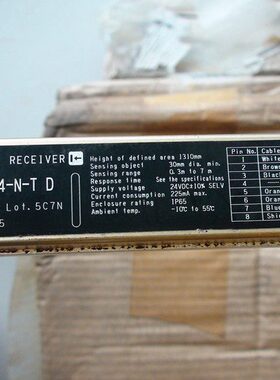 RECEIVER
4-N-T D
Lot. 5C7N
5
Height of defined area 1310mm
Sensing object 30mm dia. min.
Sensing range 0.3m to 7 m
Response time See the specifications
Supply voltage 24VDC±10% SELV
Current consumption 225mA max.
Enclosure rating IP65
Ambient temp. -10℃ to 55℃
Pin No. Cable
1 White
2 Brown
3 Black
4 —
5 Oran
6 Oran
7 Blue
8 Shie